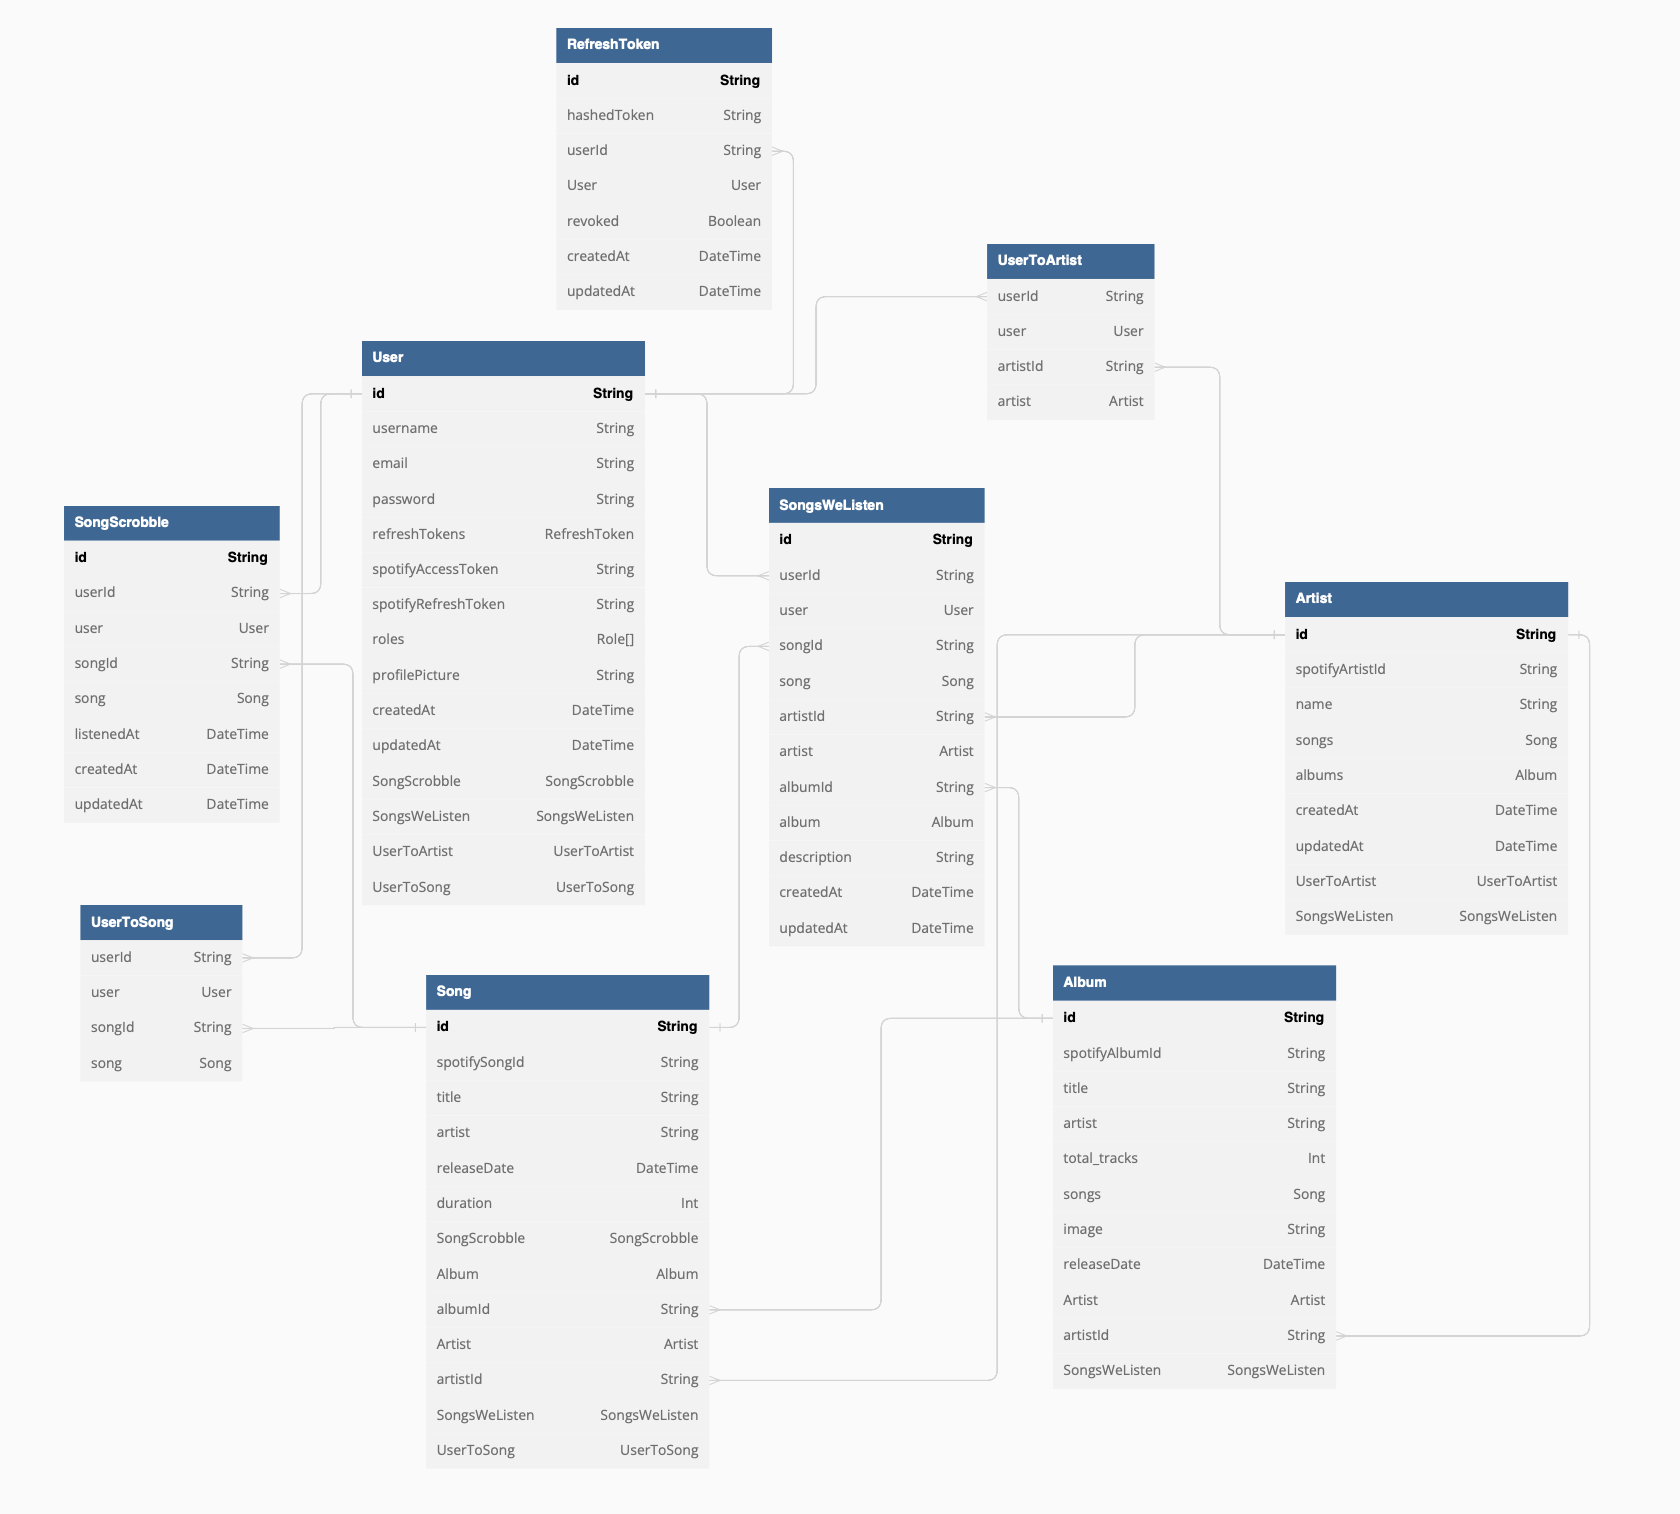 RefreshToken
id String
hashedToken String
userId String
User User
revoked Boolean
createdAt DateTime
updatedAt DateTime
UserToArtist
userId String
user User
artistId String
artist Artist
User
id String
username String
email String
password String
refreshTokens RefreshToken
spotifyAccessToken String
spotifyRefreshToken String
roles Role[]
profilePicture String
createdAt DateTime
updatedAt DateTime
SongScrobble SongScrobble
SongsWeListen SongsWeListen
UserToArtist UserToArtist
UserToSong UserToSong
SongsWeListen
id String
userId String
user User
songId String
song Song
artistId String
artist Artist
albumId String
album Album
description String
createdAt DateTime
updatedAt DateTime
SongScrobble
id String
userId String
user User
songId String
song Song
listenedAt DateTime
createdAt DateTime
updatedAt DateTime
Artist
id String
spotifyArtistId String
name String
songs Song
albums Album
createdAt DateTime
updatedAt DateTime
UserToArtist UserToArtist
SongsWeListen SongsWeListen
UserToSong
userId String
user User
songId String
song Song
Song
id String
spotifySongId String
title String
artist String
releaseDate DateTime
duration Int
SongScrobble SongScrobble
Album Album
albumId String
Artist Artist
artistId String
SongsWeListen SongsWeListen
UserToSong UserToSong
Album
id String
spotifyAlbumId String
title String
artist String
total_tracks Int
songs Song
image String
releaseDate DateTime
Artist Artist
artistId String
SongsWeListen SongsWeListen